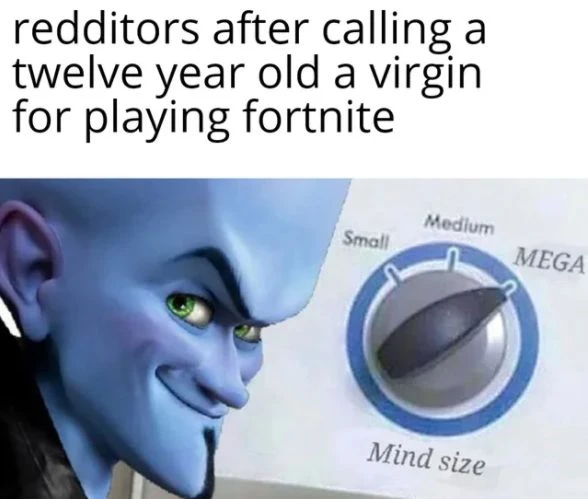 redditors after calling a
twelve year old a virgin
for playing fortnite
Medium
Small
MEGA
Mind size